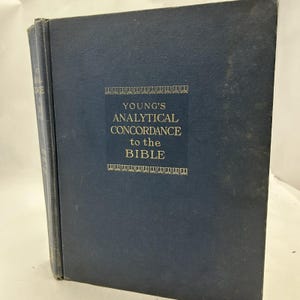 YOUNG'S
ANALYTICAL
CONCORDANCE
to the
BIBLE